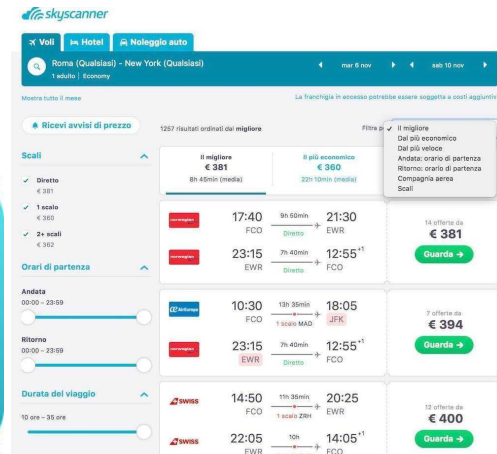 skyscanner
Voli
Hotel
Noleggio auto
Roma (Qualsiasi) - New York (Qualsiasi)
1 adulto | Economy
mar 6 nov
sab 10 nov
Mostra tutto il mese
La franchigia in eccesso potrebbe essere soggetta a costi aggiuntivi
Ricevi avvisi di prezzo
1257 risultati ordinati dal migliore
Filtra
Il migliore
Dal più economico
Dal più veloce
Andata: orario di partenza
Ritorno: orario di partenza
Compagnia aerea
Scali
Scali
Diretto
€ 381
1 scalo
€ 360
2+ scali
€ 362
Orari di partenza
Andata
00:00 – 23:59
Ritorno
00:00 – 23:59
Durata del viaggio
10 ore – 35 ore
Il migliore
€ 381
8h 45min (media)
Il più economico
€ 360
22h 10min (media)
norwegian
17:40
FCO
9h 50min
Diretto
21:30
EWR
norwegian
23:15
EWR
7h 40min
Diretto
12:55+1
FCO
14 offerte da
€ 381
Guarda →
AirEuropa
10:30
FCO
13h 35min
1 scalo MAD
18:05
JFK
norwegian
23:15
EWR
7h 40min
Diretto
12:55+1
FCO
7 offerte da
€ 394
Guarda →
SWISS
14:50
FCO
11h 35min
1 scalo ZRH
20:25
EWR
SWISS
22:05
EWR
10h
14:05+1
FCO
12 offerte da
€ 400
Guarda →